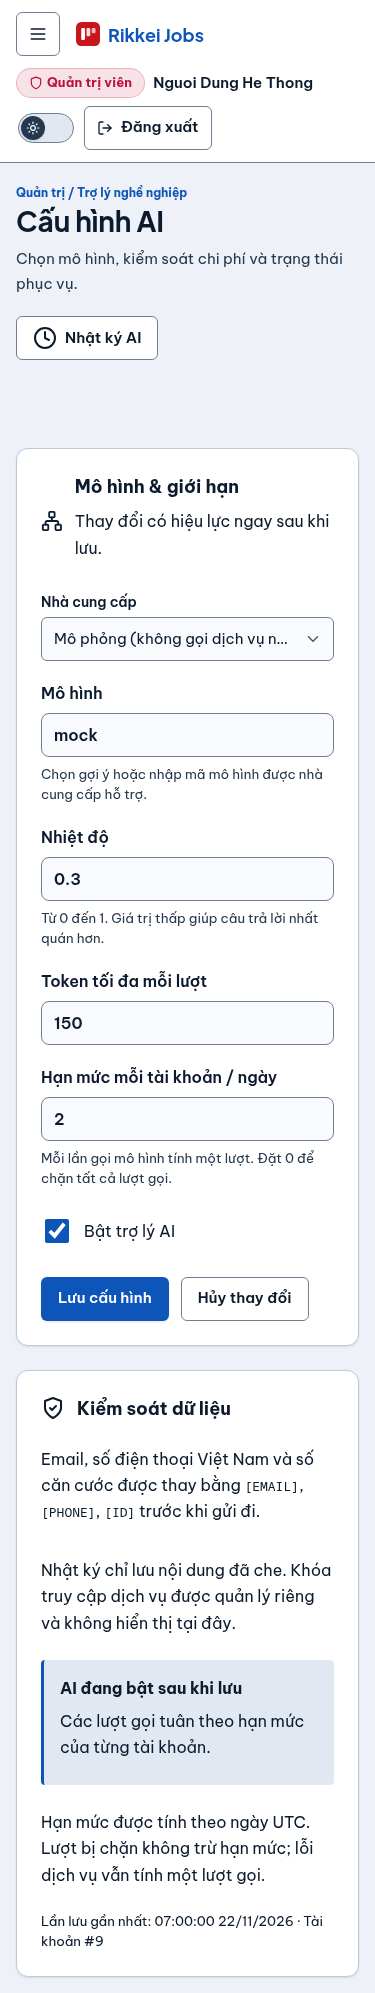 Rikkei Jobs
Quản trị viên
Nguoi Dung He Thong
Đăng xuất
Quản trị / Trợ lý nghề nghiệp
Cấu hình AI
Chọn mô hình, kiểm soát chi phí và trạng thái
phục vụ.
Nhật ký AI
Mô hình & giới hạn
Thay đổi có hiệu lực ngay sau khi
lưu.
Nhà cung cấp
Mô phỏng (không gọi dịch vụ n...
Mô hình
mock
Chọn gợi ý hoặc nhập mã mô hình được nhà
cung cấp hỗ trợ.
Nhiệt độ
0.3
Từ 0 đến 1. Giá trị thấp giúp câu trả lời nhất
quán hơn.
Token tối đa mỗi lượt
150
Hạn mức mỗi tài khoản / ngày
2
Mỗi lần gọi mô hình tính một lượt. Đặt 0 để
chặn tất cả lượt gọi.
Bật trợ lý AI
Lưu cấu hình
Hủy thay đổi
Kiểm soát dữ liệu
Email, số điện thoại Việt Nam và số
căn cước được thay bằng [EMAIL],
[PHONE], [ID] trước khi gửi đi.
Nhật ký chỉ lưu nội dung đã che. Khóa
truy cập dịch vụ được quản lý riêng
và không hiển thị tại đây.
AI đang bật sau khi lưu
Các lượt gọi tuân theo hạn mức
của từng tài khoản.
Hạn mức được tính theo ngày UTC.
Lượt bị chặn không trừ hạn mức; lỗi
dịch vụ vẫn tính một lượt gọi.
Lần lưu gần nhất: 07:00:00 22/11/2026 · Tài
khoản #9